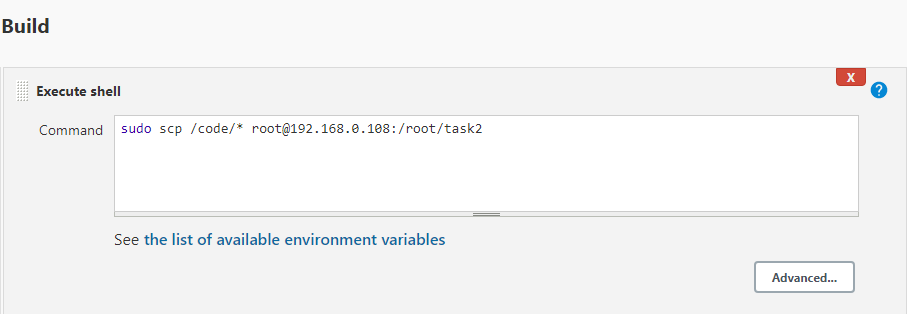 Build
X
Execute shell
?
Command
sudo scp /code/* root@192.168.0.108:/root/task2
See the list of available environment variables
Advanced...